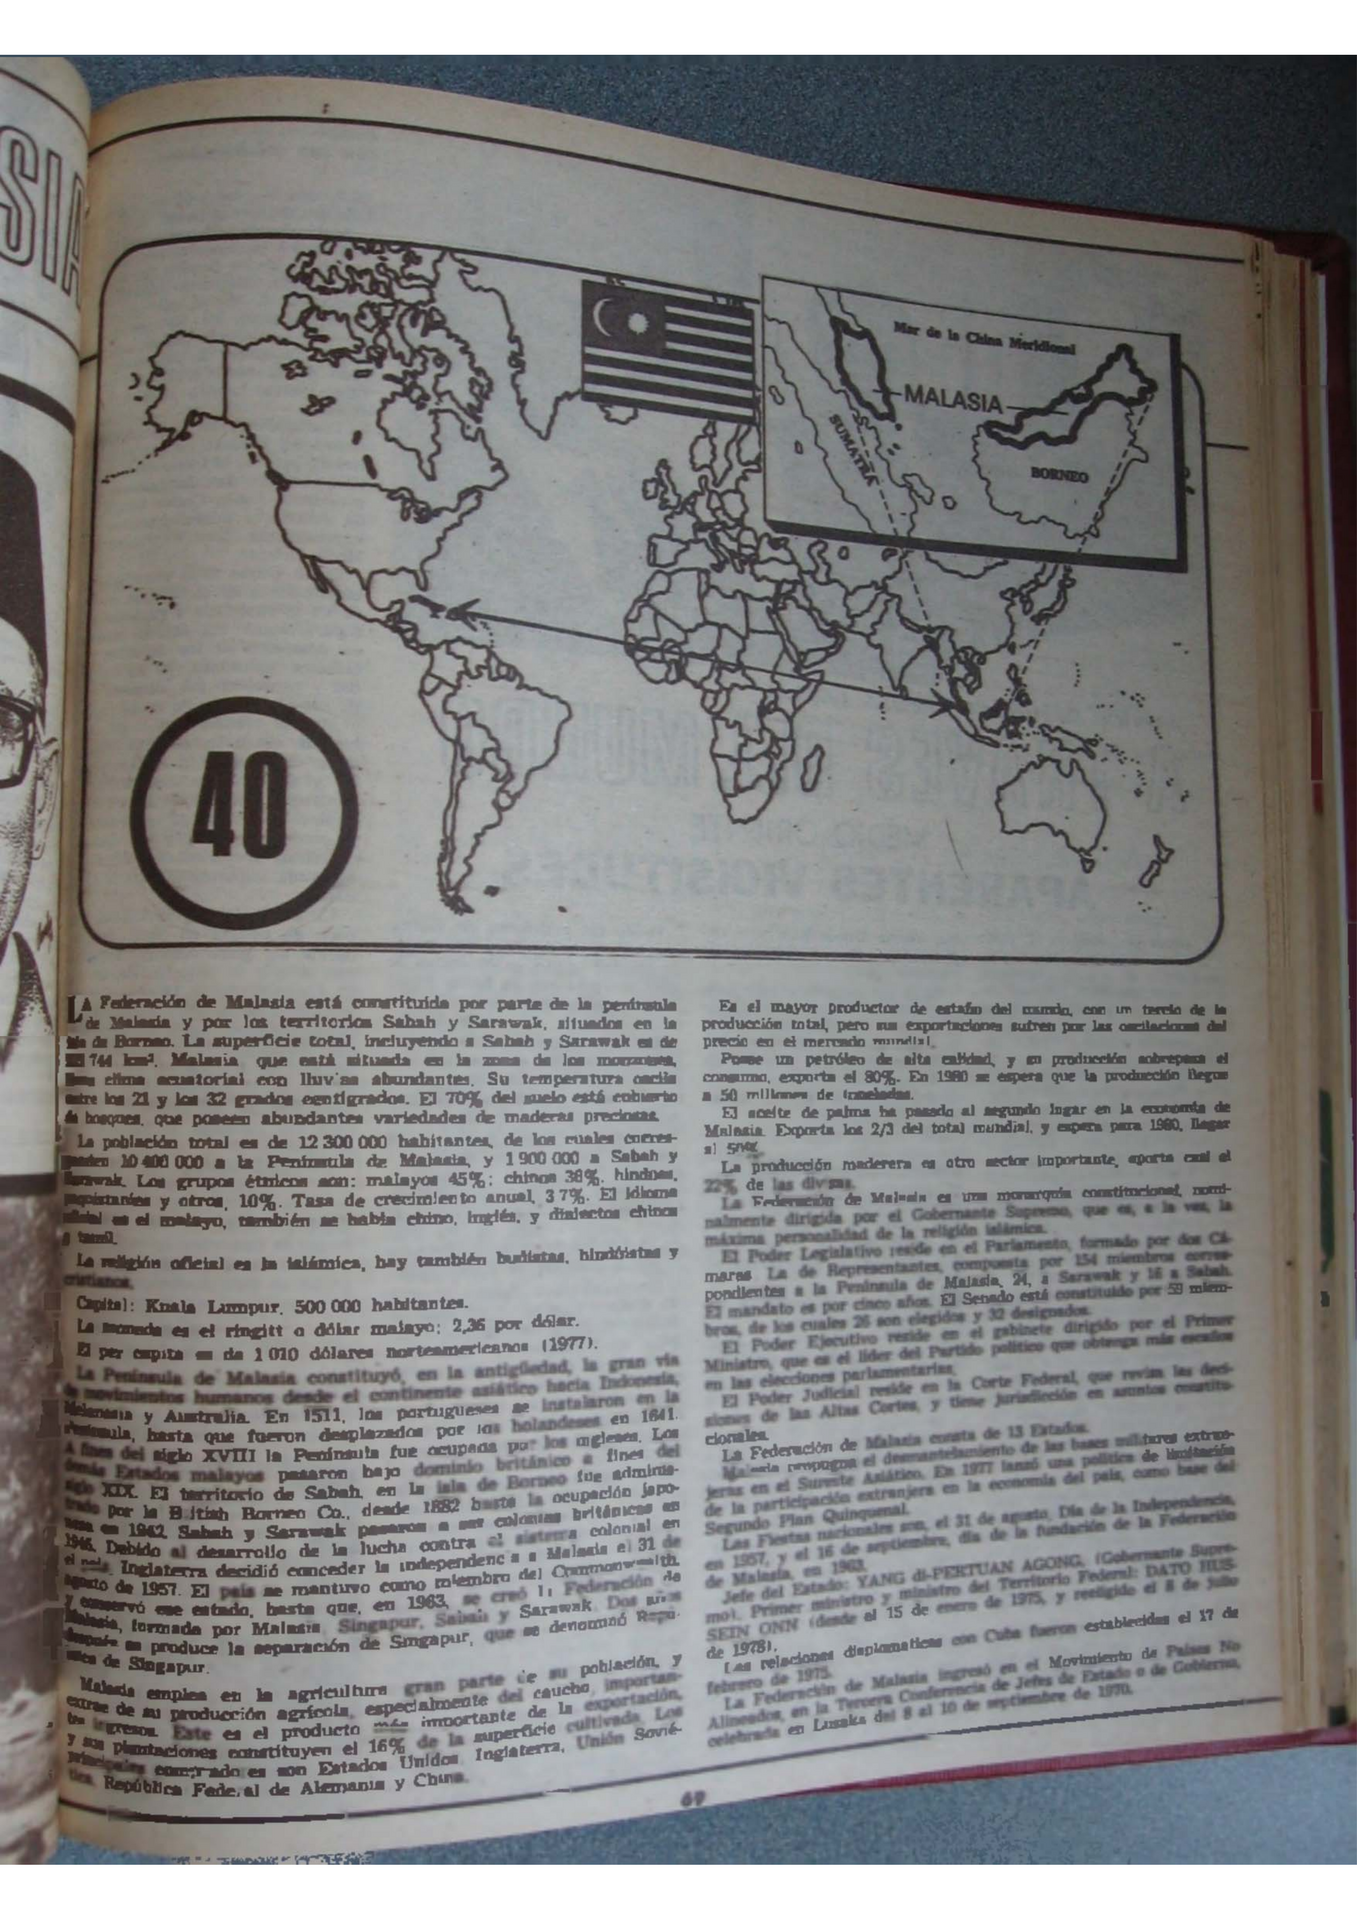 SIA
Mar de la China Meridional
MALASIA
SUMATRA
BORNEO
40
LA Federación de Malasia está constituida por parte de la península
de Malasia y por los territorios Sabah y Sarawak, situados en la
isla de Borneo. La superficie total, incluyendo a Sabah y Sarawak es de
744 km². Malasia que está situada en la zona de los monzones,
tiene clima ecuatorial con lluvias abundantes. Su temperatura oscila
entre los 21 y los 32 grados centígrados. El 70% del suelo está cubierto
de bosques, que poseen abundantes variedades de maderas preciosas.
La población total es de 12 300 000 habitantes, de los cuales corres-
ponden 10 400 000 a la Península de Malasia, y 1 900 000 a Sabah y
Sarawak. Los grupos étnicos son: malayos 45%; chinos 38%, hindúes,
paquistaníes y otros, 10%. Tasa de crecimiento anual, 3.7%. El idioma
oficial es el malayo, también se habla chino, inglés, y dialectos chinos
o tamil.
La religión oficial es la islámica, hay también budistas, hinduistas y
cristianos.
Capital: Kuala Lumpur, 500 000 habitantes.
La moneda es el ringitt o dólar malayo; 2,36 por dólar.
El per capita es de 1 010 dólares norteamericanos (1977).
La Península de Malasia constituyó, en la antigüedad, la gran vía
de movimientos humanos desde el continente asiático hacia Indonesia,
Melanesia y Australia. En 1511, los portugueses se instalaron en la
Península, hasta que fueron desplazados por los holandeses en 1641.
A fines del siglo XVIII la Península fue ocupada por los ingleses. Los
demás Estados malayos pasaron bajo dominio británico a fines del
siglo XIX. El territorio de Sabah, en la isla de Borneo fue adminis-
trado por la British Borneo Co., desde 1882 hasta la ocupación japo-
nesa en 1942. Sabah y Sarawak pasaron a ser colonias británicas en
1946. Debido al desarrollo de la lucha contra el sistema colonial en
el país, Inglaterra decidió conceder la independencia a Malasia el 31 de
agosto de 1957. El país se mantuvo como miembro del Commonwealth,
y conservó ese estado, hasta que, en 1963, se creó la Federación de
Malasia, formada por Malasia, Singapur, Sabah y Sarawak. Dos años
después se produce la separación de Singapur, que se denominó Repú-
blica de Singapur.
Malasia emplea en la agricultura gran parte de su población, y
extrae de su producción agrícola, especialmente del caucho, importan-
tes ingresos. Este es el producto más importante de la exportación,
y sus plantaciones constituyen el 16% de la superficie cultivada. Los
principales compradores son Estados Unidos, Inglaterra, Unión Sovié-
tica, República Federal de Alemania y China.
Es el mayor productor de estaño del mundo, con un tercio de la
producción total, pero sus exportaciones sufren por las oscilaciones del
precio en el mercado mundial.
Posee un petróleo de alta calidad, y su producción sobrepasa el
consumo, exporta el 80%. En 1980 se espera que la producción llegue
a 50 millones de toneladas.
El aceite de palma ha pasado al segundo lugar en la economía de
Malasia. Exporta los 2/3 del total mundial, y espera para 1980, llegar
al 50%.
La producción maderera es otro sector importante, aporta casi el
22% de las divisas.
La Federación de Malasia es una monarquía constitucional, nomi-
nalmente dirigida por el Gobernante Supremo, que es, a la vez, la
máxima personalidad de la religión islámica.
El Poder Legislativo reside en el Parlamento, formado por dos Cá-
maras. La de Representantes, compuesta por 154 miembros corres-
pondientes a la Península de Malasia, 24, a Sarawak y 16 a Sabah.
El mandato es por cinco años. El Senado está constituido por 58 miem-
bros, de los cuales 26 son elegidos y 32 designados.
El Poder Ejecutivo reside en el gabinete dirigido por el Primer
Ministro, que es el líder del Partido político que obtenga más escaños
en las elecciones parlamentarias.
El Poder Judicial reside en la Corte Federal, que revisa las deci-
siones de las Altas Cortes, y tiene jurisdicción en asuntos constitu-
cionales.
La Federación de Malasia consta de 13 Estados.
Malasia propugna el desmantelamiento de las bases militares extran-
jeras en el Sureste Asiático. En 1977 lanzó una política de limitación
de la participación extranjera en la economía del país, como base del
Segundo Plan Quinquenal.
Las Fiestas nacionales son, el 31 de agosto, Día de la Independencia,
en 1957, y el 16 de septiembre, día de la fundación de la Federación
de Malasia, en 1963.
Jefe del Estado: YANG di-PERTUAN AGONG, (Gobernante Supre-
mo). Primer ministro y ministro del Territorio Federal: DATO HUS-
SEIN ONN (desde el 15 de enero de 1975, y reelegido el 8 de julio
de 1978).
Las relaciones diplomáticas con Cuba fueron establecidas el 17 de
febrero de 1975.
La Federación de Malasia ingresó en el Movimiento de Países No
Alineados, en la Tercera Conferencia de Jefes de Estado o de Gobierno,
celebrada en Lusaka del 8 al 10 de septiembre de 1970.
69